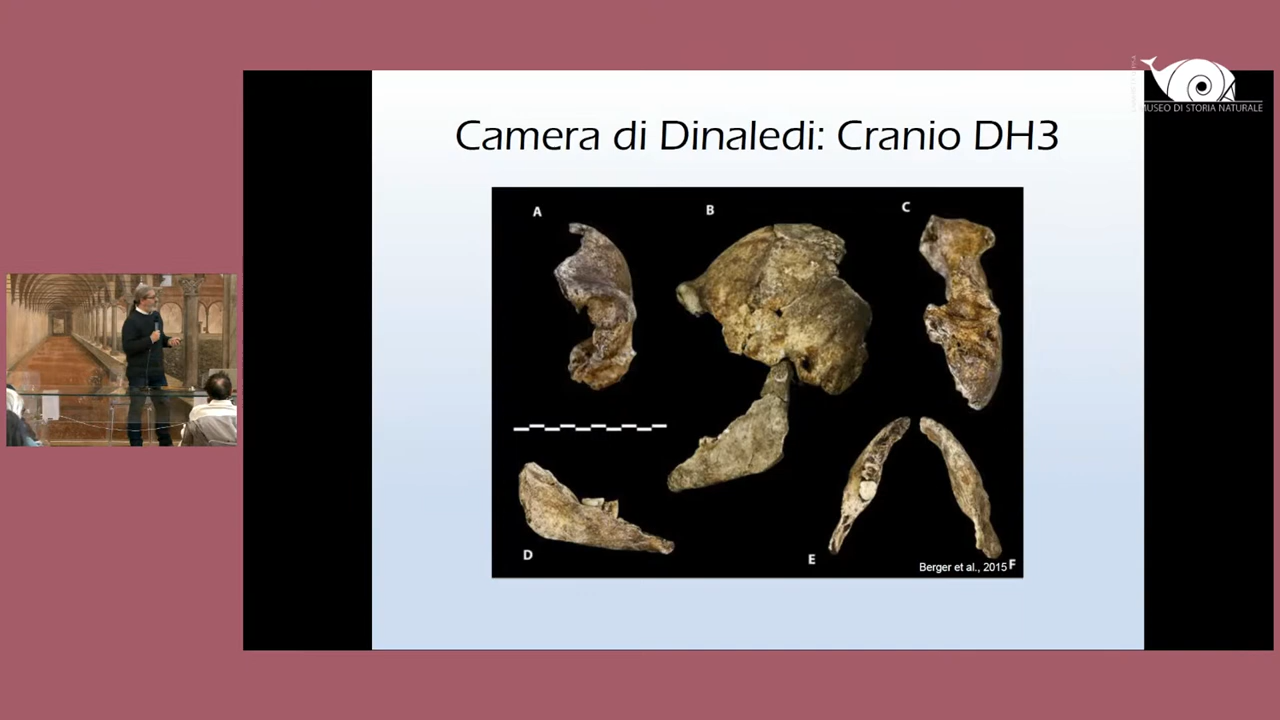 MUSEO DI STORIA NATURALE
Camera di Dinaledi: Cranio DH3
A
B
C
D
E
F
Berger et al., 2015